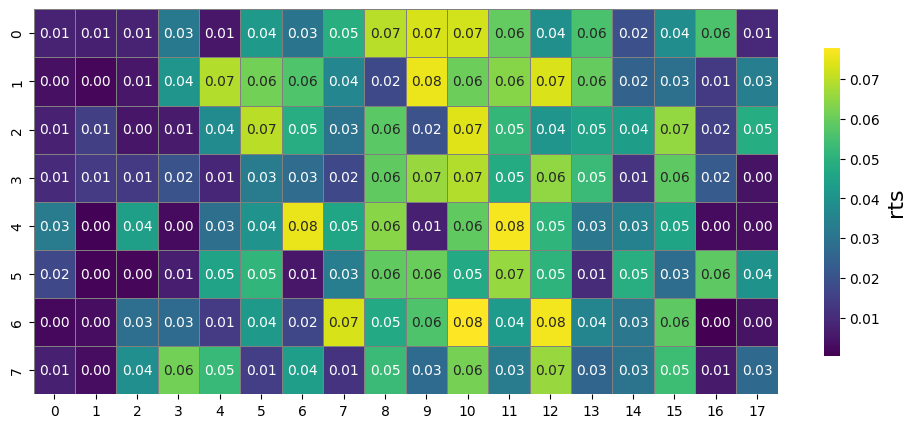 0 0.01 0.01 0.01 0.03 0.01 0.04 0.03 0.05 0.07 0.07 0.07 0.06 0.04 0.06 0.02 0.04 0.06 0.01
1 0.00 0.00 0.01 0.04 0.07 0.06 0.06 0.04 0.02 0.08 0.06 0.06 0.07 0.06 0.02 0.03 0.01 0.03
2 0.01 0.01 0.00 0.01 0.04 0.07 0.05 0.03 0.06 0.02 0.07 0.05 0.04 0.05 0.04 0.07 0.02 0.05
3 0.01 0.01 0.01 0.02 0.01 0.03 0.03 0.02 0.06 0.07 0.07 0.05 0.06 0.05 0.01 0.06 0.02 0.00
4 0.03 0.00 0.04 0.00 0.03 0.04 0.08 0.05 0.06 0.01 0.06 0.08 0.05 0.03 0.03 0.05 0.00 0.00
5 0.02 0.00 0.00 0.01 0.05 0.05 0.01 0.03 0.06 0.06 0.05 0.07 0.05 0.01 0.05 0.03 0.06 0.04
6 0.00 0.00 0.03 0.03 0.01 0.04 0.02 0.07 0.05 0.06 0.08 0.04 0.08 0.04 0.03 0.06 0.00 0.00
7 0.01 0.00 0.04 0.06 0.05 0.01 0.04 0.01 0.05 0.03 0.06 0.03 0.07 0.03 0.03 0.05 0.01 0.03
0 1 2 3 4 5 6 7 8 9 10 11 12 13 14 15 16 17
0.07
0.06
0.05
0.04
0.03
0.02
0.01
rts